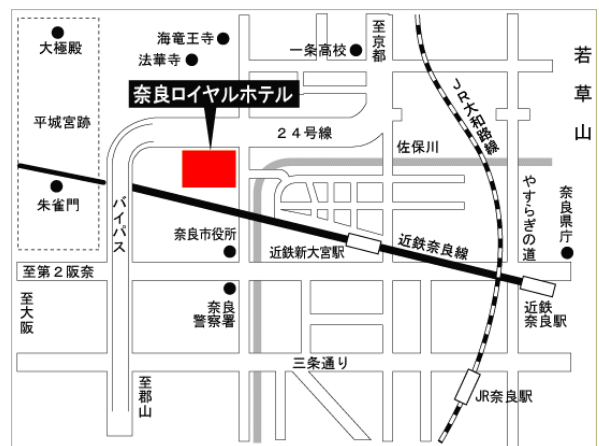 大極殿
海竜王寺
法華寺
一条高校
至京都
JR大和路線
若草山
奈良ロイヤルホテル
平城宮跡
24号線
佐保川
朱雀門
バイパス
奈良市役所
近鉄新大宮駅
近鉄奈良線
やすらぎの道
奈良県庁
至第2阪奈
至大阪
奈良
警察署
近鉄
奈良駅
三条通り
至郡山
JR奈良駅